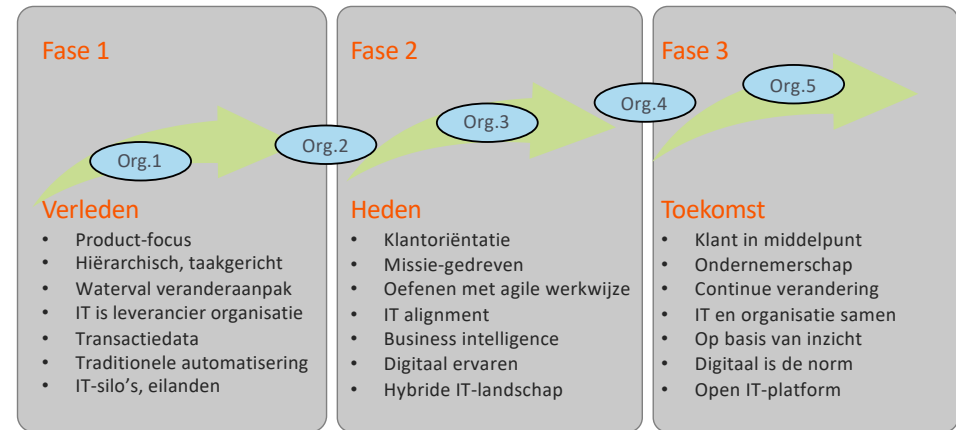 Fase 1
Org.1
Verleden
• Product-focus
• Hiërarchisch, taakgericht
• Waterval veranderaanpak
• IT is leverancier organisatie
• Transactiedata
• Traditionele automatisering
• IT-silo’s, eilanden
Org.2
Fase 2
Org.3
Heden
• Klantoriëntatie
• Missie-gedreven
• Oefenen met agile werkwijze
• IT alignment
• Business intelligence
• Digitaal ervaren
• Hybride IT-landschap
Org.4
Fase 3
Org.5
Toekomst
• Klant in middelpunt
• Ondernemerschap
• Continue verandering
• IT en organisatie samen
• Op basis van inzicht
• Digitaal is de norm
• Open IT-platform